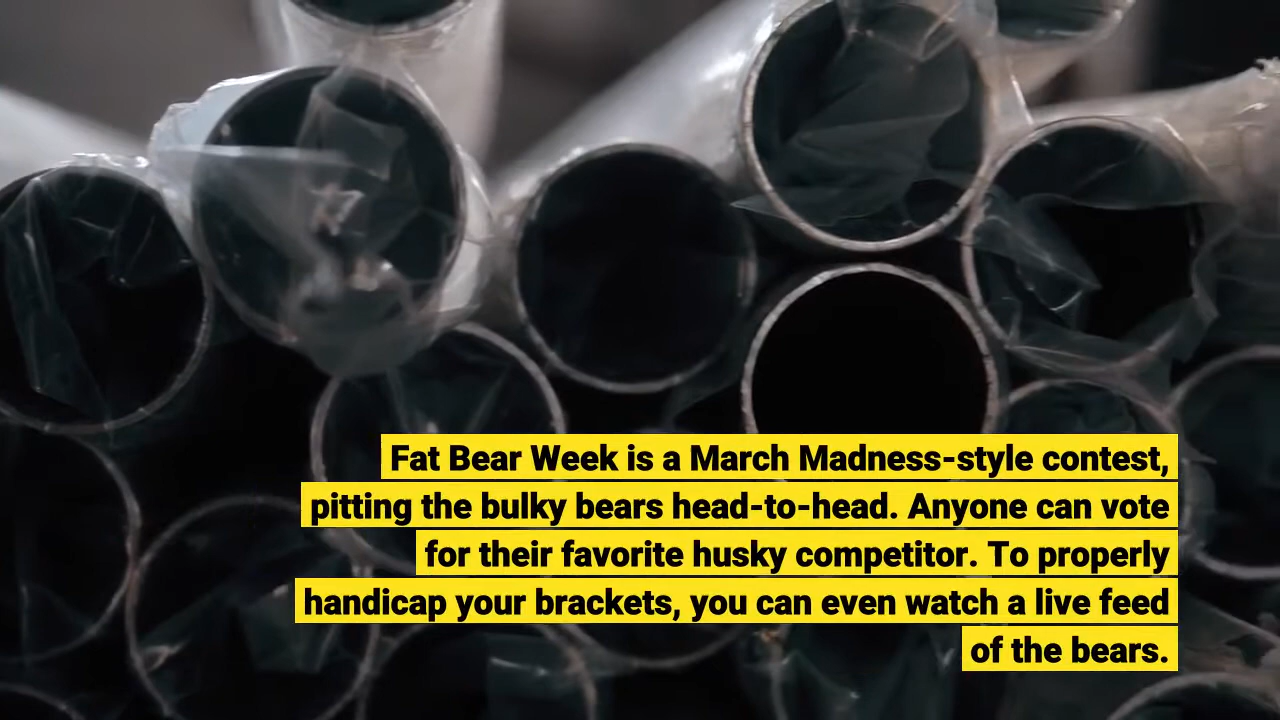 Fat Bear Week is a March Madness-style contest,
pitting the bulky bears head-to-head. Anyone can vote
for their favorite husky competitor. To properly
handicap your brackets, you can even watch a live feed
of the bears.